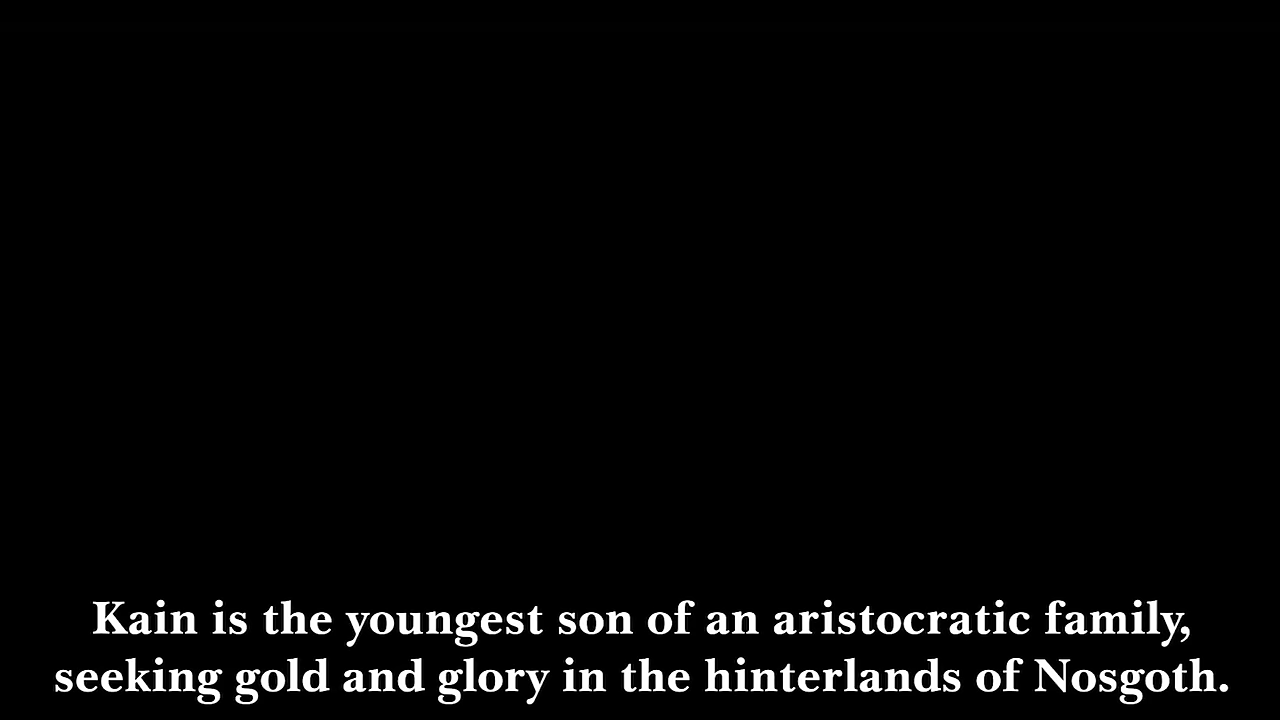 Kain is the youngest son of an aristocratic family,
seeking gold and glory in the hinterlands of Nosgoth.